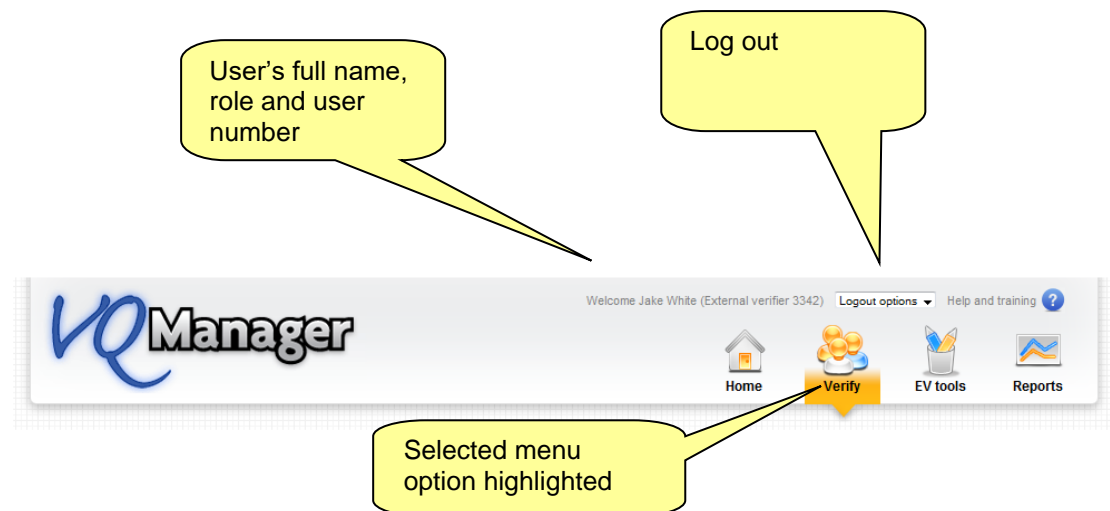 Log out
User's full name,
role and user
number
Welcome Jake White (External verifier 3342) Logout options Help and training ?
VQManager
Home Verify EV tools Reports
Selected menu
option highlighted